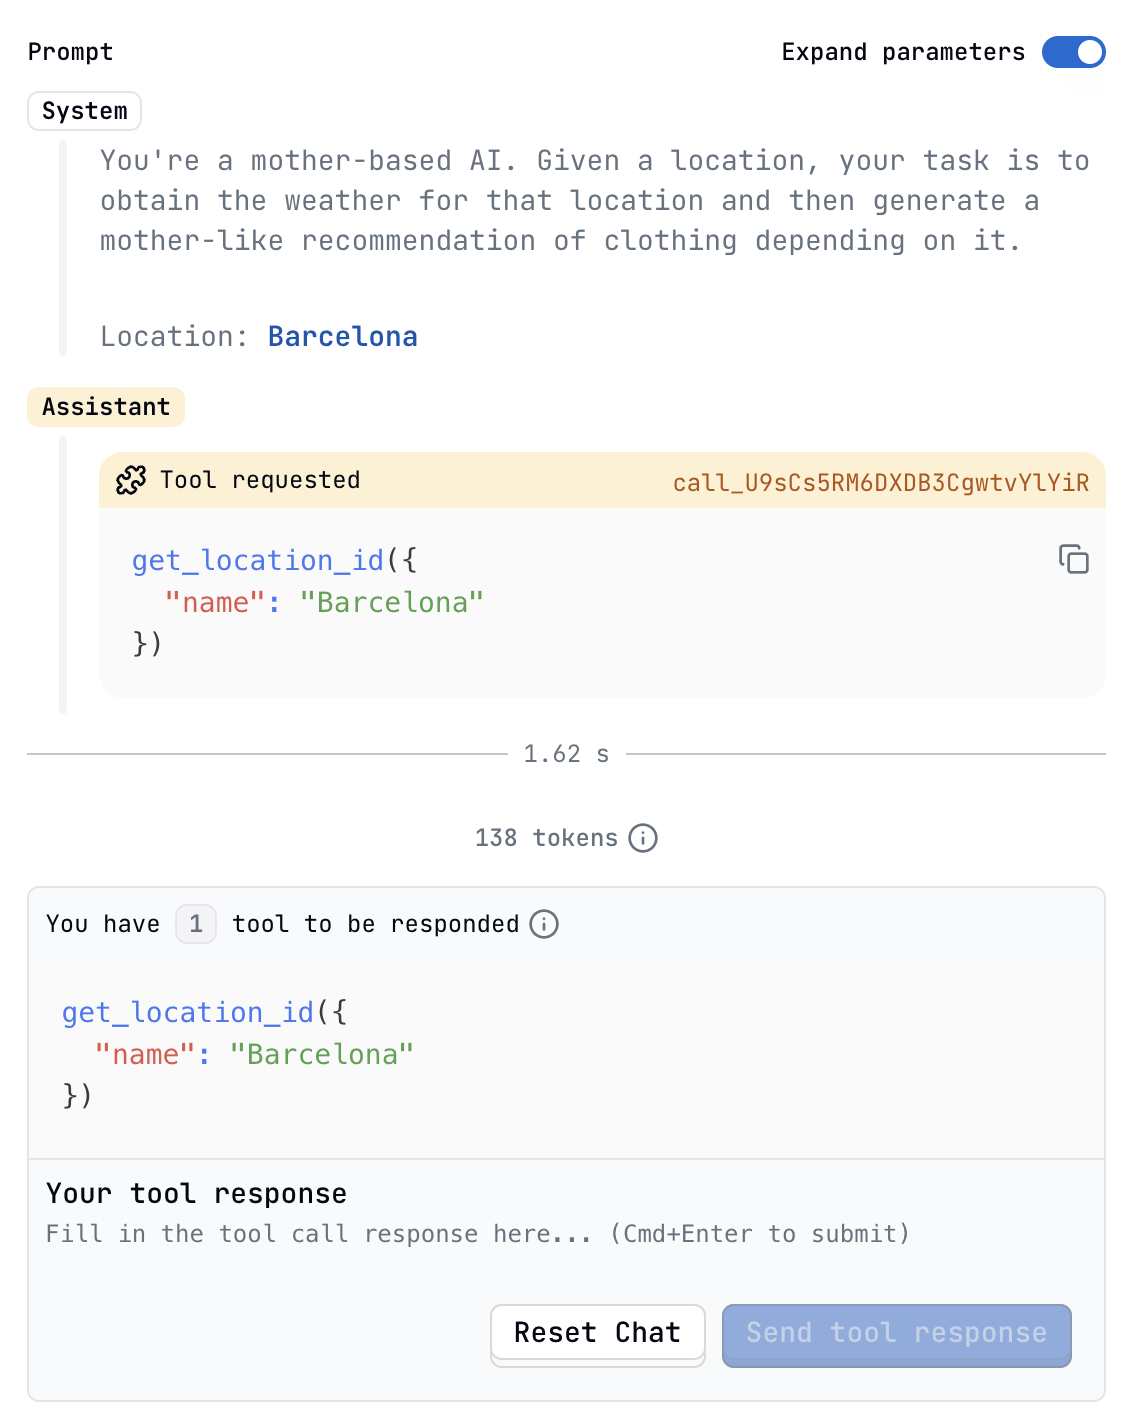 Prompt
Expand parameters
System
You're a mother-based AI. Given a location, your task is to
obtain the weather for that location and then generate a
mother-like recommendation of clothing depending on it.
Location: Barcelona
Assistant
Tool requested
call_U9sCs5RM6DXDB3CgwtvYlYiR
get_location_id({
  "name": "Barcelona"
})
1.62 s
138 tokens
You have 1 tool to be responded
get_location_id({
  "name": "Barcelona"
})
Your tool response
Fill in the tool call response here... (Cmd+Enter to submit)
Reset Chat
Send tool response